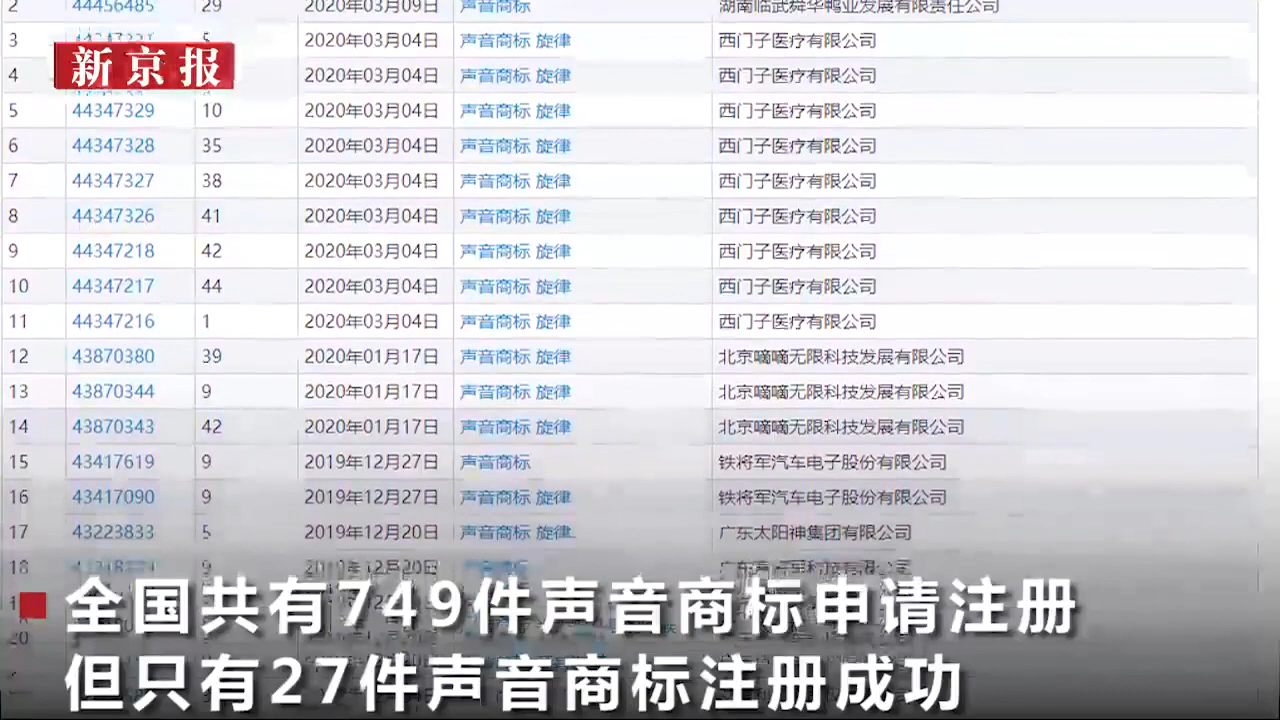 2 44456485 29 2020年03月09日 声音商标 湖南临武舜华鸭业发展有限责任公司
3 5 2020年03月04日 声音商标 旋律 西门子医疗有限公司
新京报
4 2020年03月04日 声音商标 旋律 西门子医疗有限公司
5 44347329 10 2020年03月04日 声音商标 旋律 西门子医疗有限公司
6 44347328 35 2020年03月04日 声音商标 旋律 西门子医疗有限公司
7 44347327 38 2020年03月04日 声音商标 旋律 西门子医疗有限公司
8 44347326 41 2020年03月04日 声音商标 旋律 西门子医疗有限公司
9 44347218 42 2020年03月04日 声音商标 旋律 西门子医疗有限公司
10 44347217 44 2020年03月04日 声音商标 旋律 西门子医疗有限公司
11 44347216 1 2020年03月04日 声音商标 旋律 西门子医疗有限公司
12 43870380 39 2020年01月17日 声音商标 旋律 北京嘀嘀无限科技发展有限公司
13 43870344 9 2020年01月17日 声音商标 旋律 北京嘀嘀无限科技发展有限公司
14 43870343 42 2020年01月17日 声音商标 旋律 北京嘀嘀无限科技发展有限公司
15 43417619 9 2019年12月27日 声音商标 铁将军汽车电子股份有限公司
16 43417090 9 2019年12月27日 声音商标 旋律 铁将军汽车电子股份有限公司
17 43223833 5 2019年12月20日 声音商标 旋律 广东太阳神集团有限公司
18 9 2019年12月20日
全国共有749件声音商标申请注册
20
但只有27件声音商标注册成功